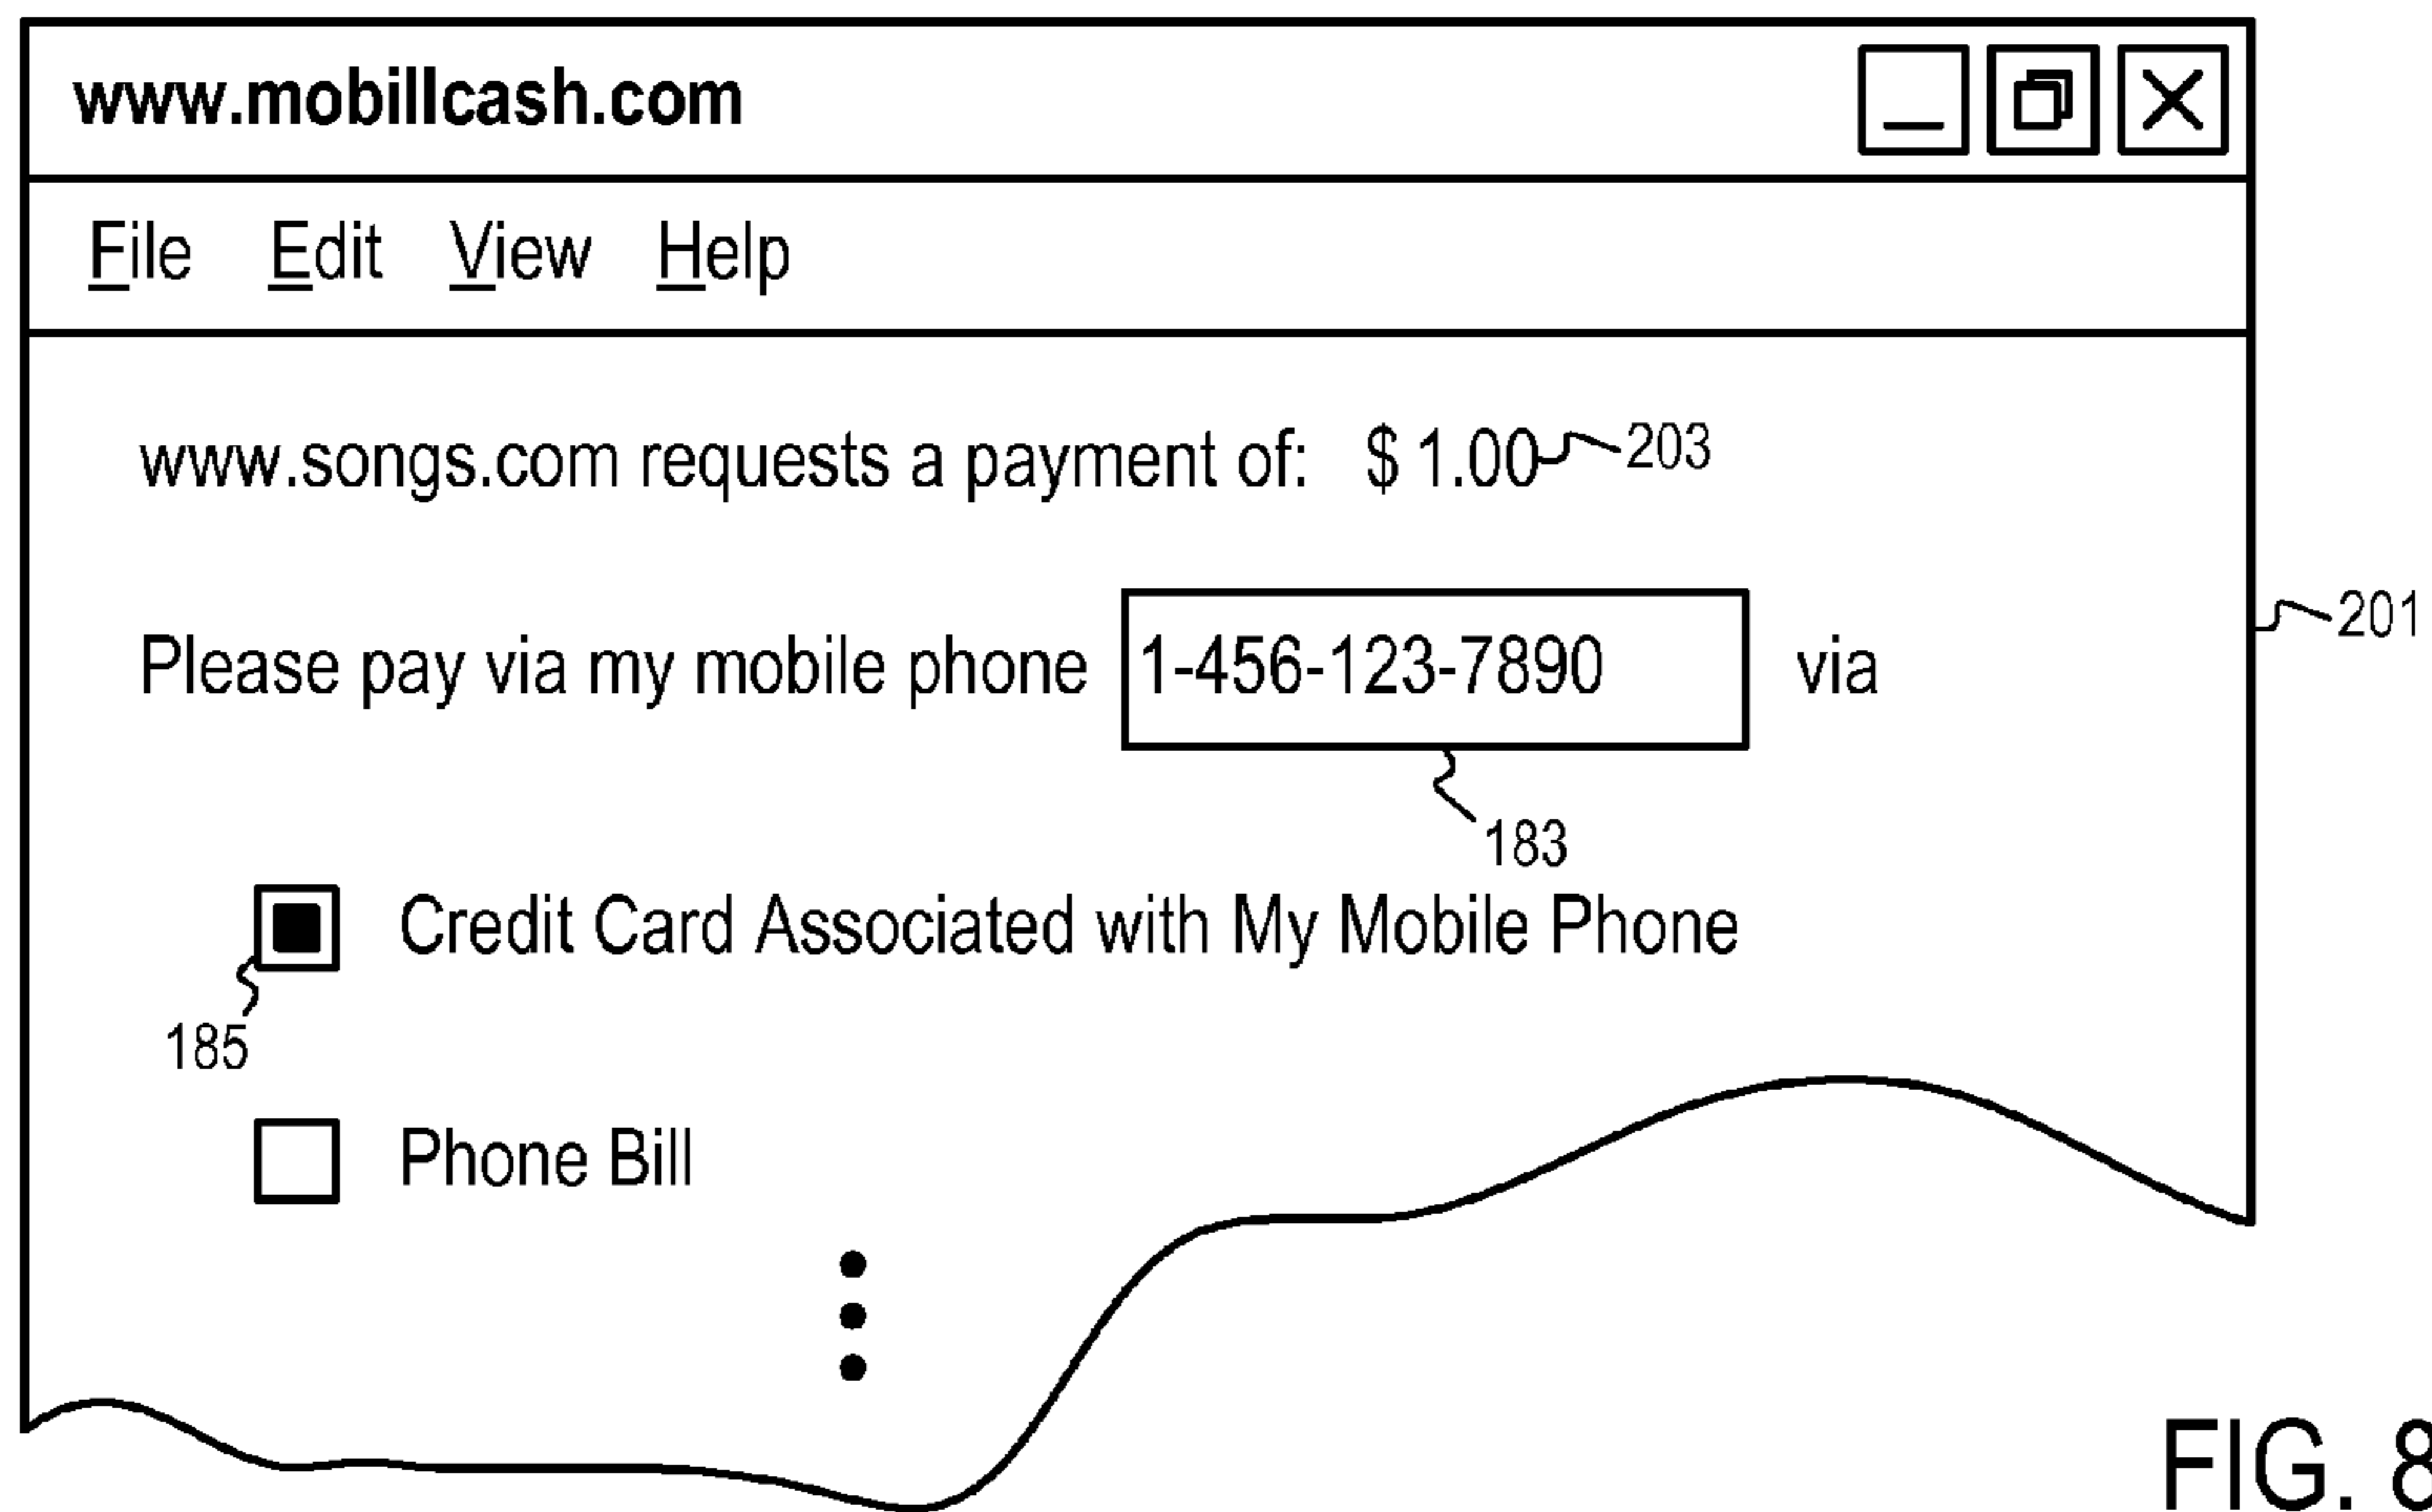 www.mobillcash.com
File Edit View Help
www.songs.com requests a payment of: $ 1.00 203
201
Please pay via my mobile phone 1-456-123-7890 via
183
Credit Card Associated with My Mobile Phone
185
Phone Bill
FIG. 8